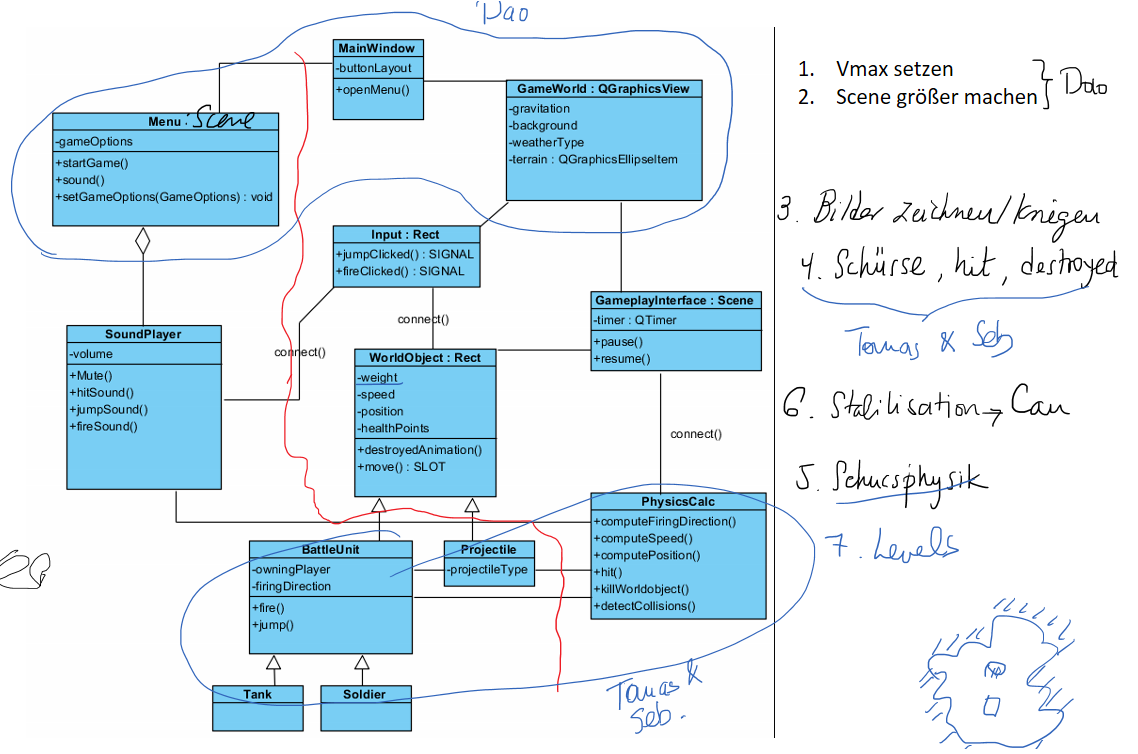 Dao
MainWindow
-buttonLayout
+openMenu()
GameWorld : QGraphicsView
-gravitation
-background
-weatherType
-terrain : QGraphicsEllipseItem
Menu : Scene
-gameOptions
+startGame()
+sound()
+setGameOptions(GameOptions) : void
Input : Rect
+jumpClicked() : SIGNAL
+fireClicked() : SIGNAL
GameplayInterface : Scene
-timer : QTimer
+pause()
+resume()
connect()
connect()
SoundPlayer
-volume
+Mute()
+hitSound()
+jumpSound()
+fireSound()
WorldObject : Rect
-weight
-speed
-position
-healthPoints
+destroyedAnimation()
+move() : SLOT
connect()
PhysicsCalc
+computeFiringDirection()
+computeSpeed()
+computePosition()
+hit()
+killWorldobject()
+detectCollisions()
BattleUnit
-owningPlayer
-firingDirection
+fire()
+jump()
Projectile
-projectileType
Tank
Soldier
Tamas &
Seb.
1. Vmax setzen
2. Scene größer machen
Dao
3. Bilder zeichnen/kriegen
4. Schüsse, hit, destroyed
Tamas & Seb
6. Stabilisation → Can
5. Schussphysik
7. Levels